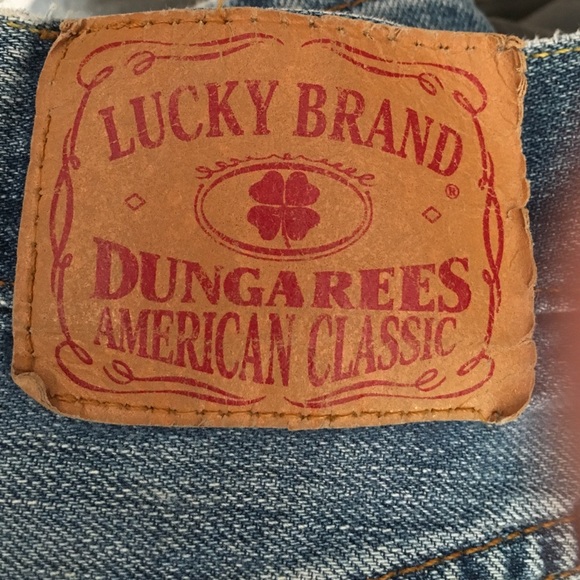 LUCKY BRAND
®
DUNGAREES
AMERICAN CLASSIC